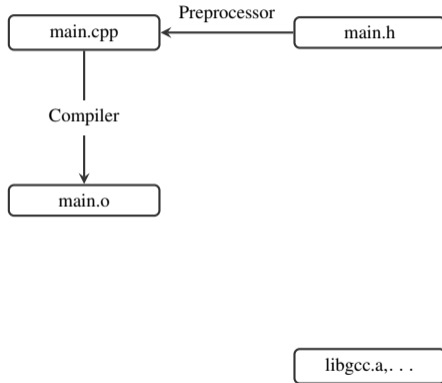 Preprocessor
main.cpp
main.h
Compiler
main.o
libgcc.a,. . .